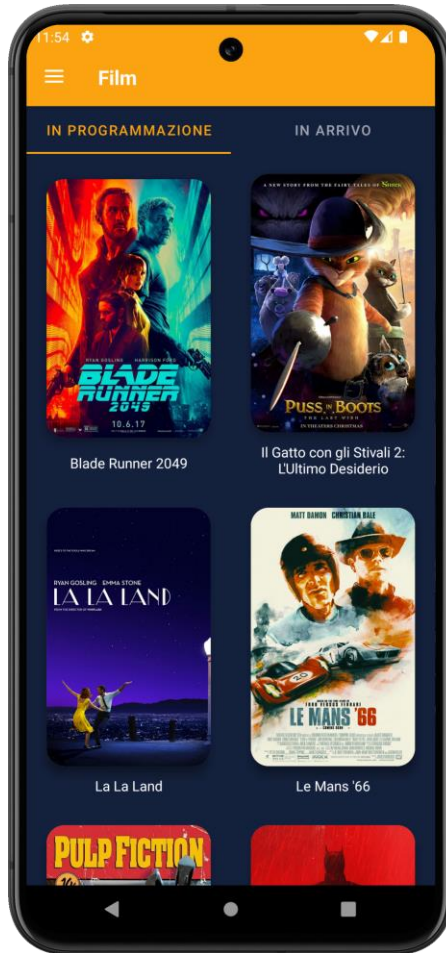 11:54
Film
IN PROGRAMMAZIONE
IN ARRIVO
RYAN GOSLING HARRISON FORD
BLADE
RUNNER
2049
10.6.17
Blade Runner 2049
A NEW STORY FROM THE FAIRY TALES OF SHREK
PUSS IN BOOTS
THE LAST WISH
IN THEATERS CHRISTMAS
Il Gatto con gli Stivali 2:
L'Ultimo Desiderio
RYAN GOSLING EMMA STONE
LA LA LAND
La La Land
MATT DAMON CHRISTIAN BALE
20
LE MANS '66
Le Mans '66
PULP FICTION
10¢